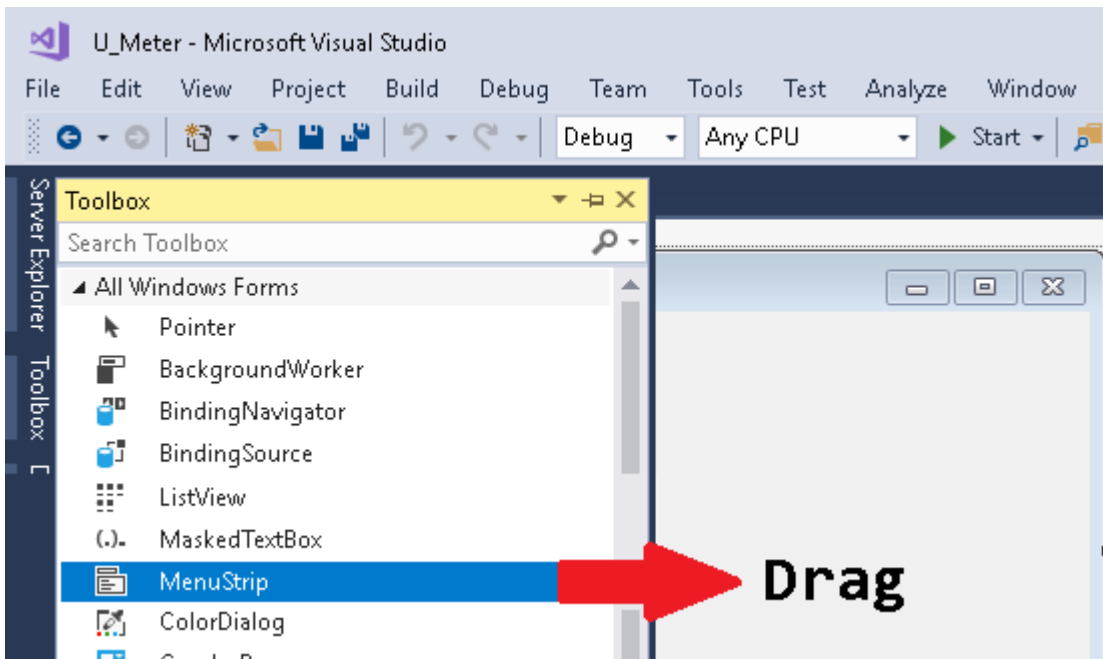 U_Meter - Microsoft Visual Studio
File Edit View Project Build Debug Team Tools Test Analyze Window
Debug Any CPU Start
Server Explorer
Toolbox
Toolbox
Search Toolbox
All Windows Forms
Pointer
BackgroundWorker
BindingNavigator
BindingSource
ListView
MaskedTextBox
MenuStrip
Drag
ColorDialog